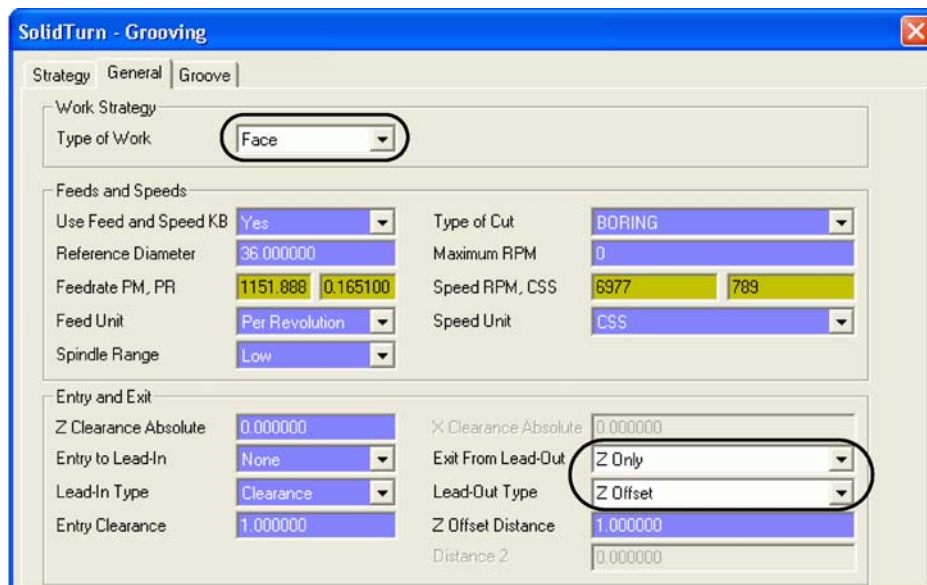 SolidTurn - Grooving
Strategy General Groove
Work Strategy
Type of Work Face
Feeds and Speeds
Use Feed and Speed KB Yes Type of Cut BORING
Reference Diameter 36.000000 Maximum RPM 0
Feedrate PM, PR 1151.888 0.165100 Speed RPM, CSS 6977 789
Feed Unit Per Revolution Speed Unit CSS
Spindle Range Low
Entry and Exit
Z Clearance Absolute 0.000000 X Clearance Absolute 0.000000
Entry to Lead-In None Exit From Lead-Out Z Only
Lead-In Type Clearance Lead-Out Type Z Offset
Entry Clearance 1.000000 Z Offset Distance 1.000000
Distance 2 0.000000